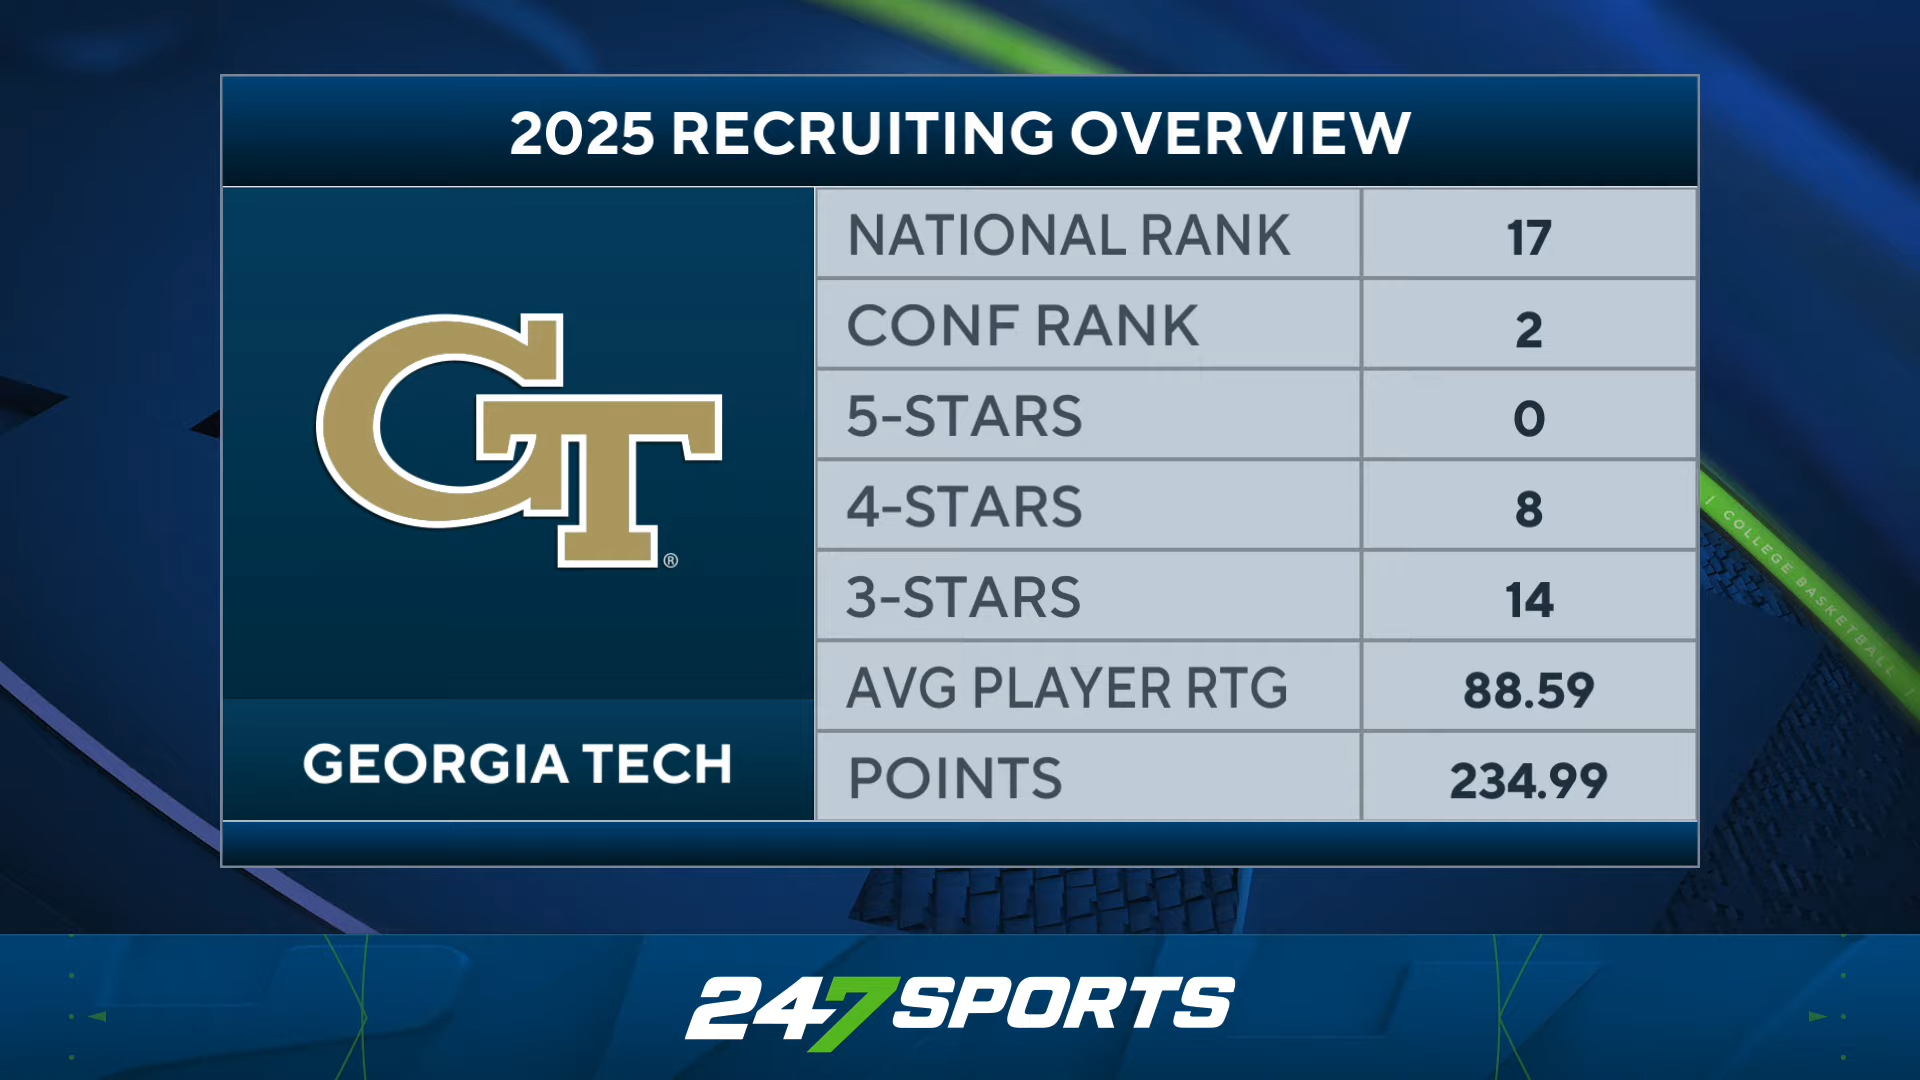 2025 RECRUITING OVERVIEW
GT®
GEORGIA TECH
NATIONAL RANK 17
CONF RANK 2
5-STARS 0
4-STARS 8
3-STARS 14
AVG PLAYER RTG 88.59
POINTS 234.99
| COLLEGE BASKETBALL |
247SPORTS